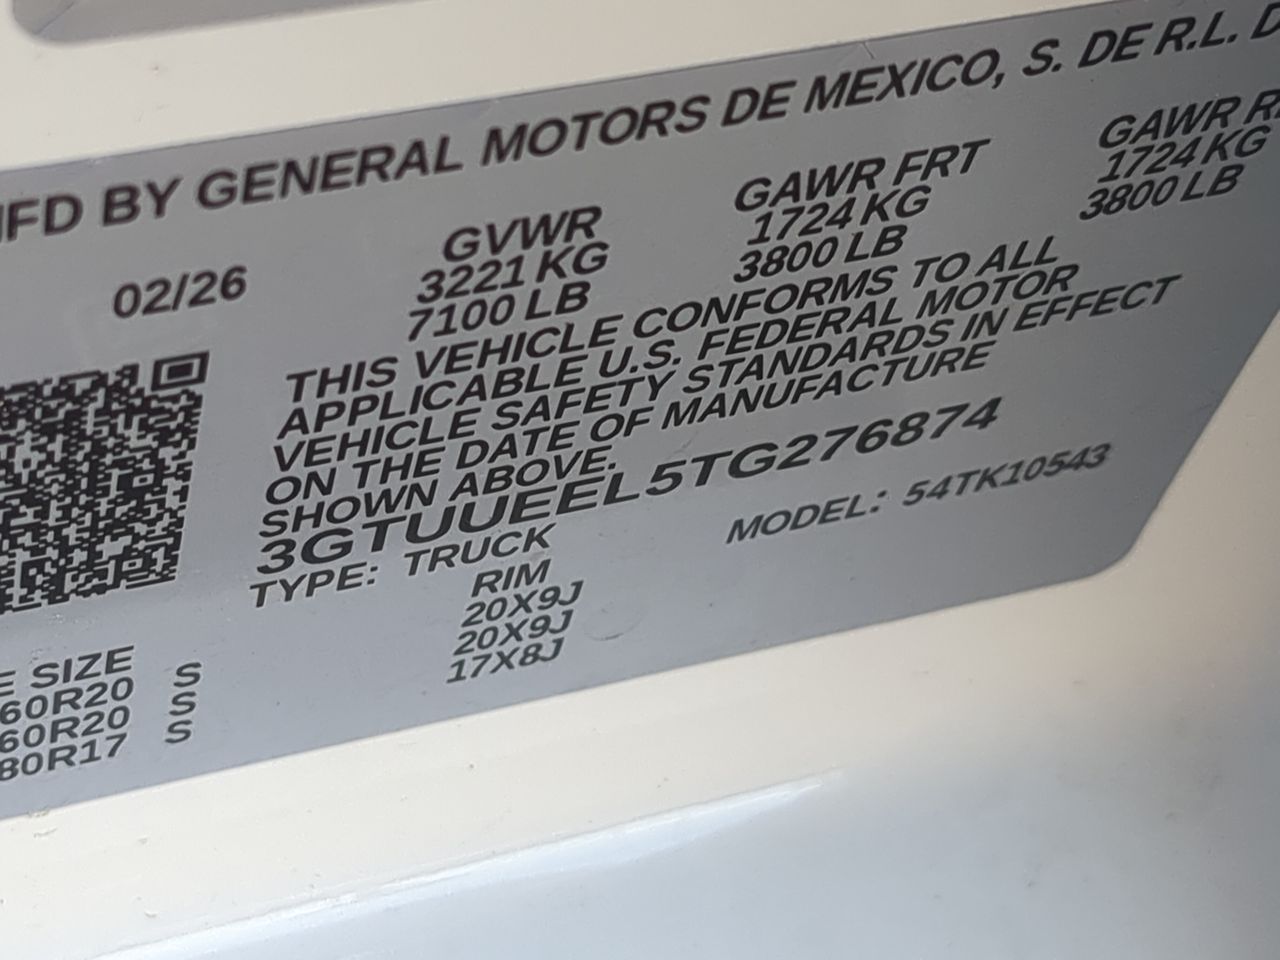 MFD BY GENERAL MOTORS DE MEXICO, S. DE R.L. D
02/26 GVWR GAWR FRT GAWR R
3221 KG 1724 KG 1724 KG
7100 LB 3800 LB 3800 LB
THIS VEHICLE CONFORMS TO ALL
APPLICABLE U.S. FEDERAL MOTOR
VEHICLE SAFETY STANDARDS IN EFFECT
ON THE DATE OF MANUFACTURE
SHOWN ABOVE.
3GTUUEEL5TG276874
TYPE: TRUCK MODEL: 54TK10543
E SIZE RIM
60R20 S 20X9J
60R20 S 20X9J
80R17 S 17X8J